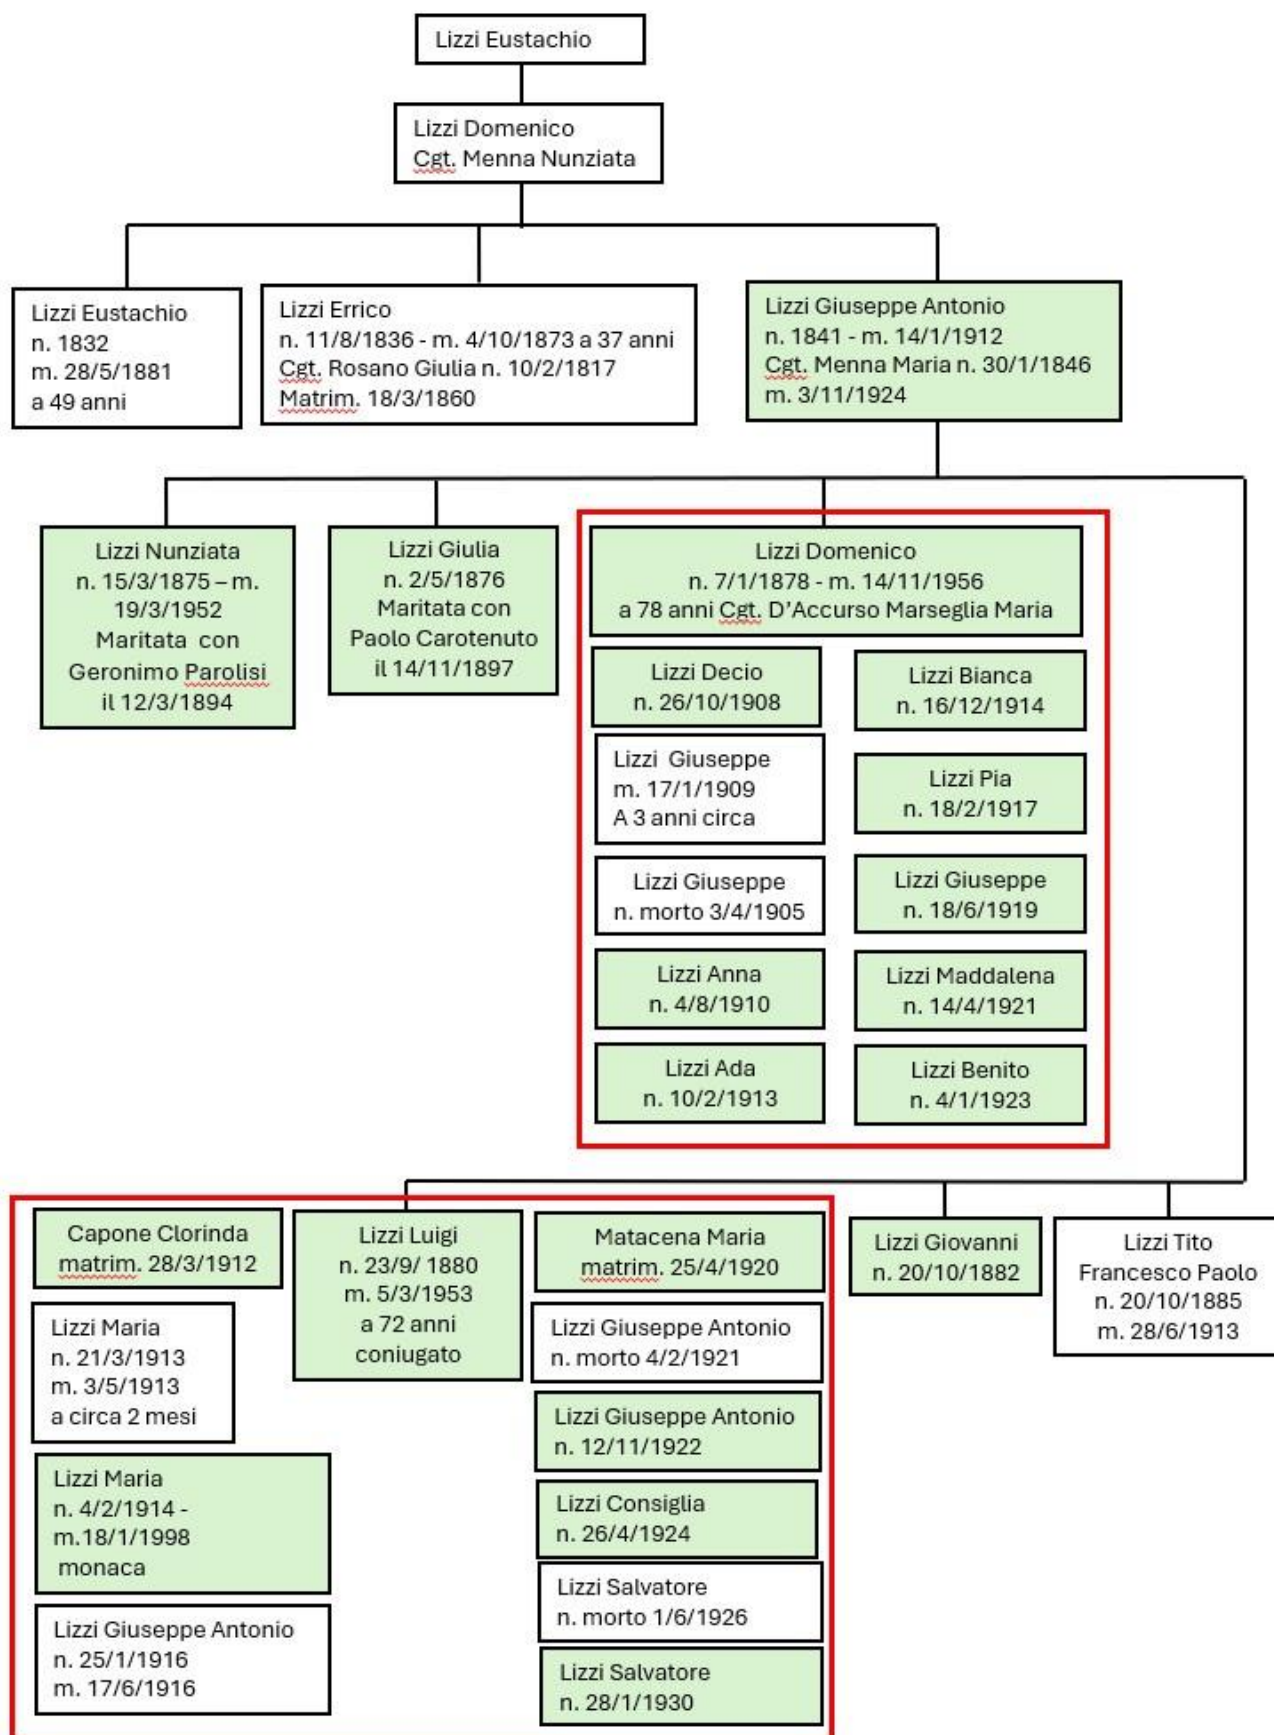 Lizzi Eustachio
Lizzi Domenico
Cgt. Menna Nunziata
Lizzi Eustachio
n. 1832
m. 28/5/1881
a 49 anni
Lizzi Errico
n. 11/8/1836 - m. 4/10/1873 a 37 anni
Cgt. Rosano Giulia n. 10/2/1817
Matrim. 18/3/1860
Lizzi Giuseppe Antonio
n. 1841 - m. 14/1/1912
Cgt. Menna Maria n. 30/1/1846
m. 3/11/1924
Lizzi Nunziata
n. 15/3/1875 – m.
19/3/1952
Maritata con
Geronimo Parolisi
il 12/3/1894
Lizzi Giulia
n. 2/5/1876
Maritata con
Paolo Carotenuto
il 14/11/1897
Lizzi Domenico
n. 7/1/1878 - m. 14/11/1956
a 78 anni Cgt. D’Accurso Marseglia Maria
Lizzi Decio
n. 26/10/1908
Lizzi Giuseppe
m. 17/1/1909
A 3 anni circa
Lizzi Giuseppe
n. morto 3/4/1905
Lizzi Anna
n. 4/8/1910
Lizzi Ada
n. 10/2/1913
Lizzi Bianca
n. 16/12/1914
Lizzi Pia
n. 18/2/1917
Lizzi Giuseppe
n. 18/6/1919
Lizzi Maddalena
n. 14/4/1921
Lizzi Benito
n. 4/1/1923
Capone Clorinda
matrim. 28/3/1912
Lizzi Maria
n. 21/3/1913
m. 3/5/1913
a circa 2 mesi
Lizzi Maria
n. 4/2/1914 -
m.18/1/1998
monaca
Lizzi Giuseppe Antonio
n. 25/1/1916
m. 17/6/1916
Lizzi Luigi
n. 23/9/ 1880
m. 5/3/1953
a 72 anni
coniugato
Matacena Maria
matrim. 25/4/1920
Lizzi Giuseppe Antonio
n. morto 4/2/1921
Lizzi Giuseppe Antonio
n. 12/11/1922
Lizzi Consiglia
n. 26/4/1924
Lizzi Salvatore
n. morto 1/6/1926
Lizzi Salvatore
n. 28/1/1930
Lizzi Giovanni
n. 20/10/1882
Lizzi Tito
Francesco Paolo
n. 20/10/1885
m. 28/6/1913